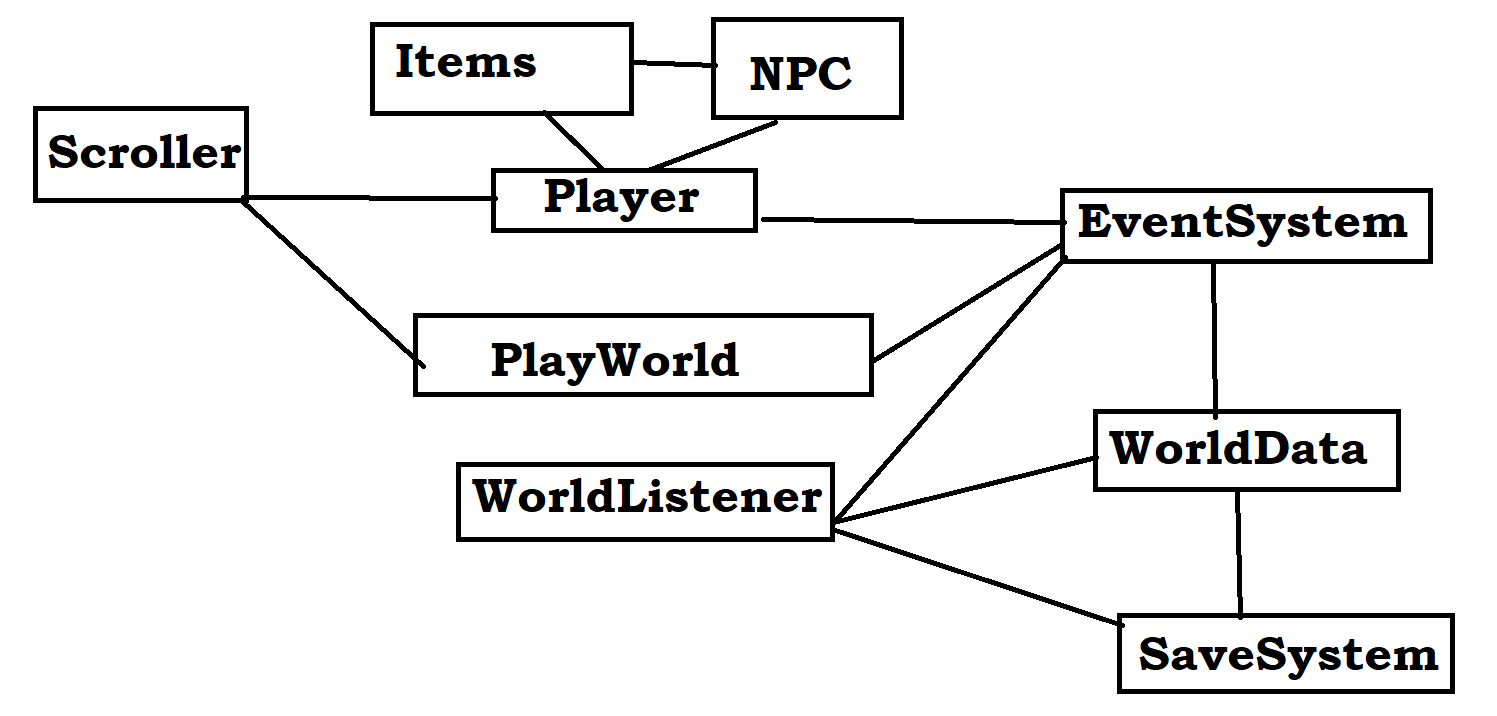 Items
NPC
Scroller
Player
EventSystem
PlayWorld
WorldData
WorldListener
SaveSystem